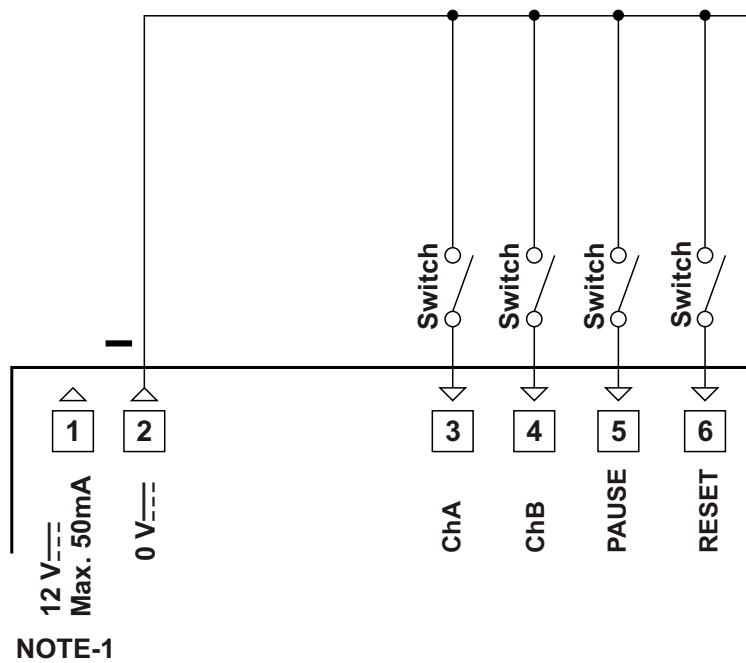 Switch
Switch
Switch
Switch
1
2
3
4
5
6
12 V
Max. 50mA
0 V
ChA
ChB
PAUSE
RESET
NOTE-1